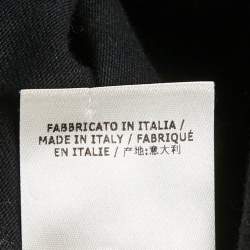 FABBRICATO IN ITALIA /
MADE IN ITALY / FABRIQUÉ
EN ITALIE / 产地:意大利